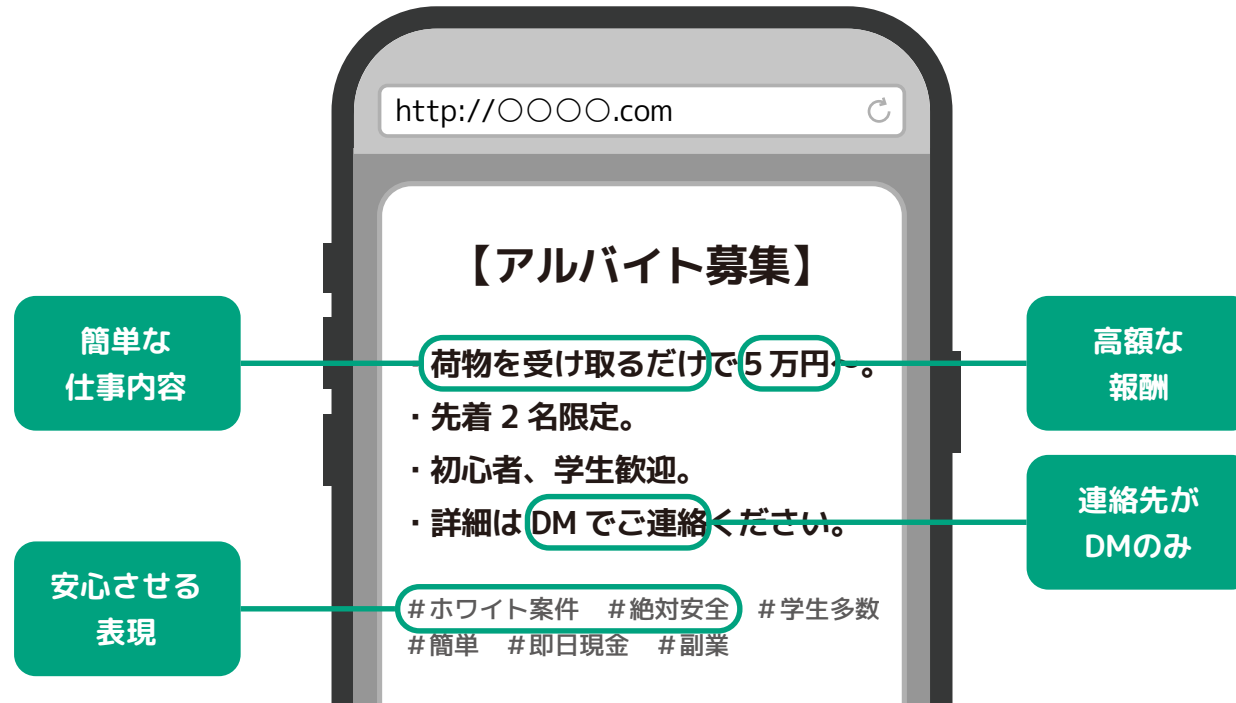 http://○○○○.com
【アルバイト募集】
簡単な
仕事内容
荷物を受け取るだけで5万円〜。
高額な
報酬
・先着2名限定。
・初心者、学生歓迎。
・詳細はDMでご連絡ください。
連絡先が
DMのみ
安心させる
表現
#ホワイト案件 #絶対安全 #学生多数
#簡単 #即日現金 #副業